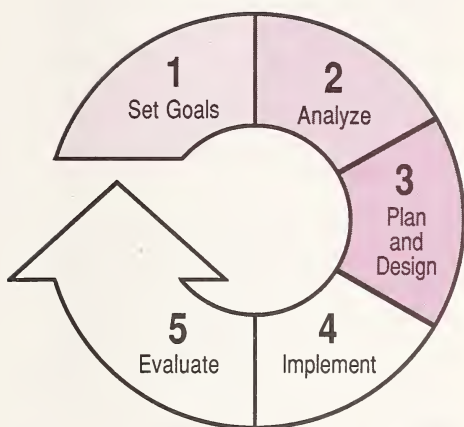 1
Set Goals
2
Analyze
3
Plan
and
Design
4
Implement
5
Evaluate